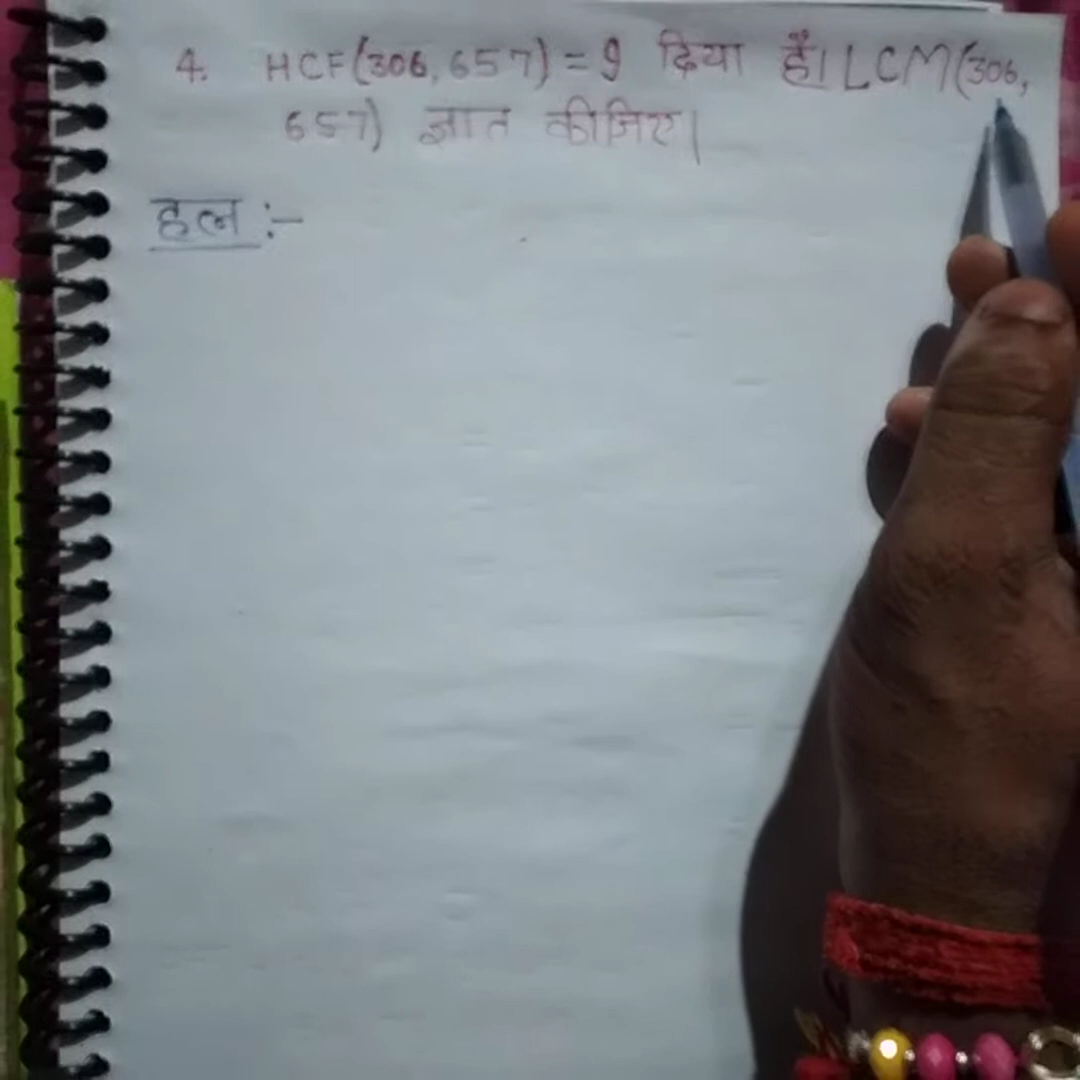 4. HCF(306, 657) = 9 दिया हैं। LCM(306,
657) ज्ञात कीजिए।
हल :-